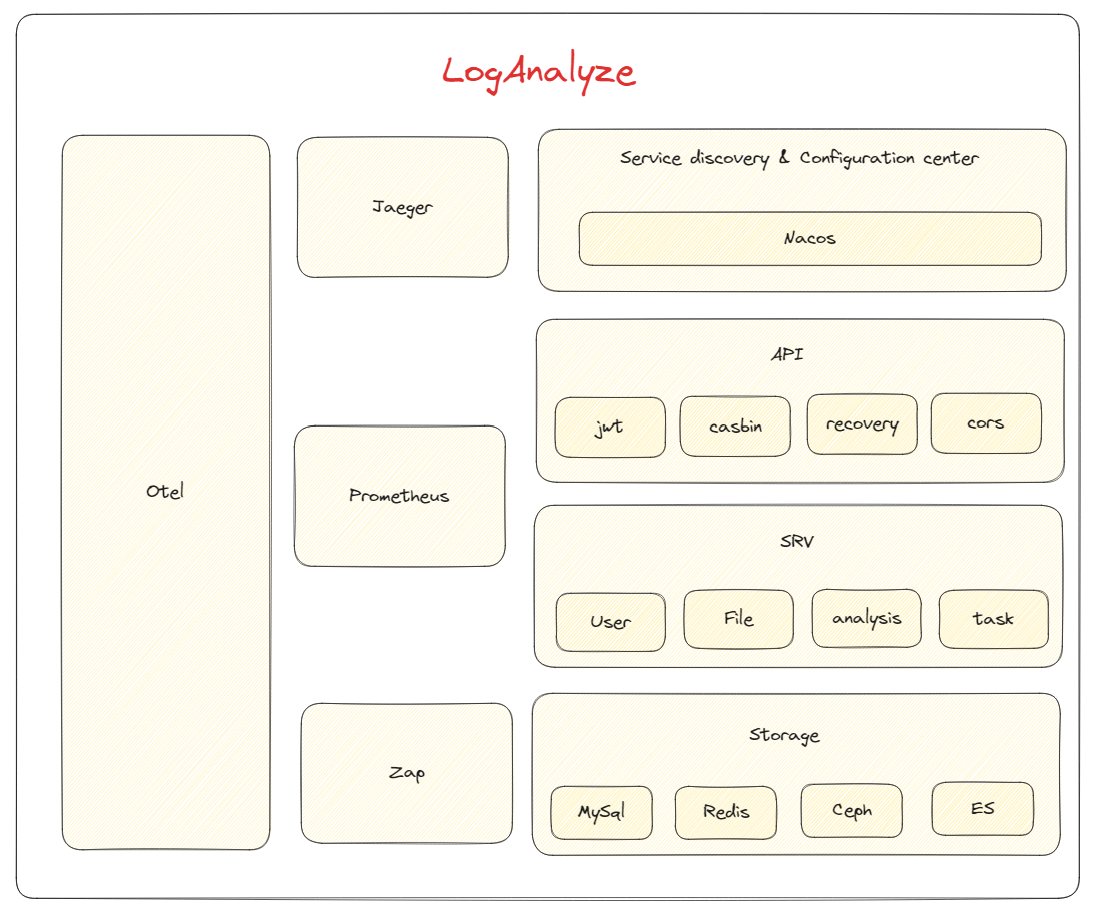 LogAnalyze
Otel
Jaeger
Prometheus
Zap
Service discovery & Configuration center
Nacos
API
jwt
casbin
recovery
cors
SRV
User
File
analysis
task
Storage
MySql
Redis
Ceph
ES